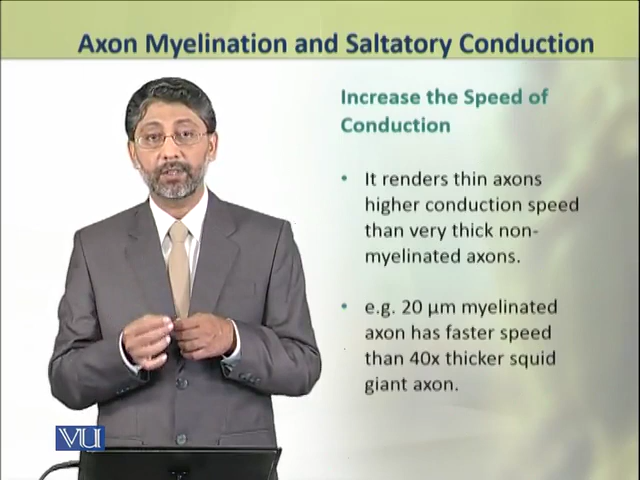 Axon Myelination and Saltatory Conduction
Increase the Speed of
Conduction
• It renders thin axons
higher conduction speed
than very thick non-
myelinated axons.
• e.g. 20 µm myelinated
axon has faster speed
than 40x thicker squid
giant axon.
VU